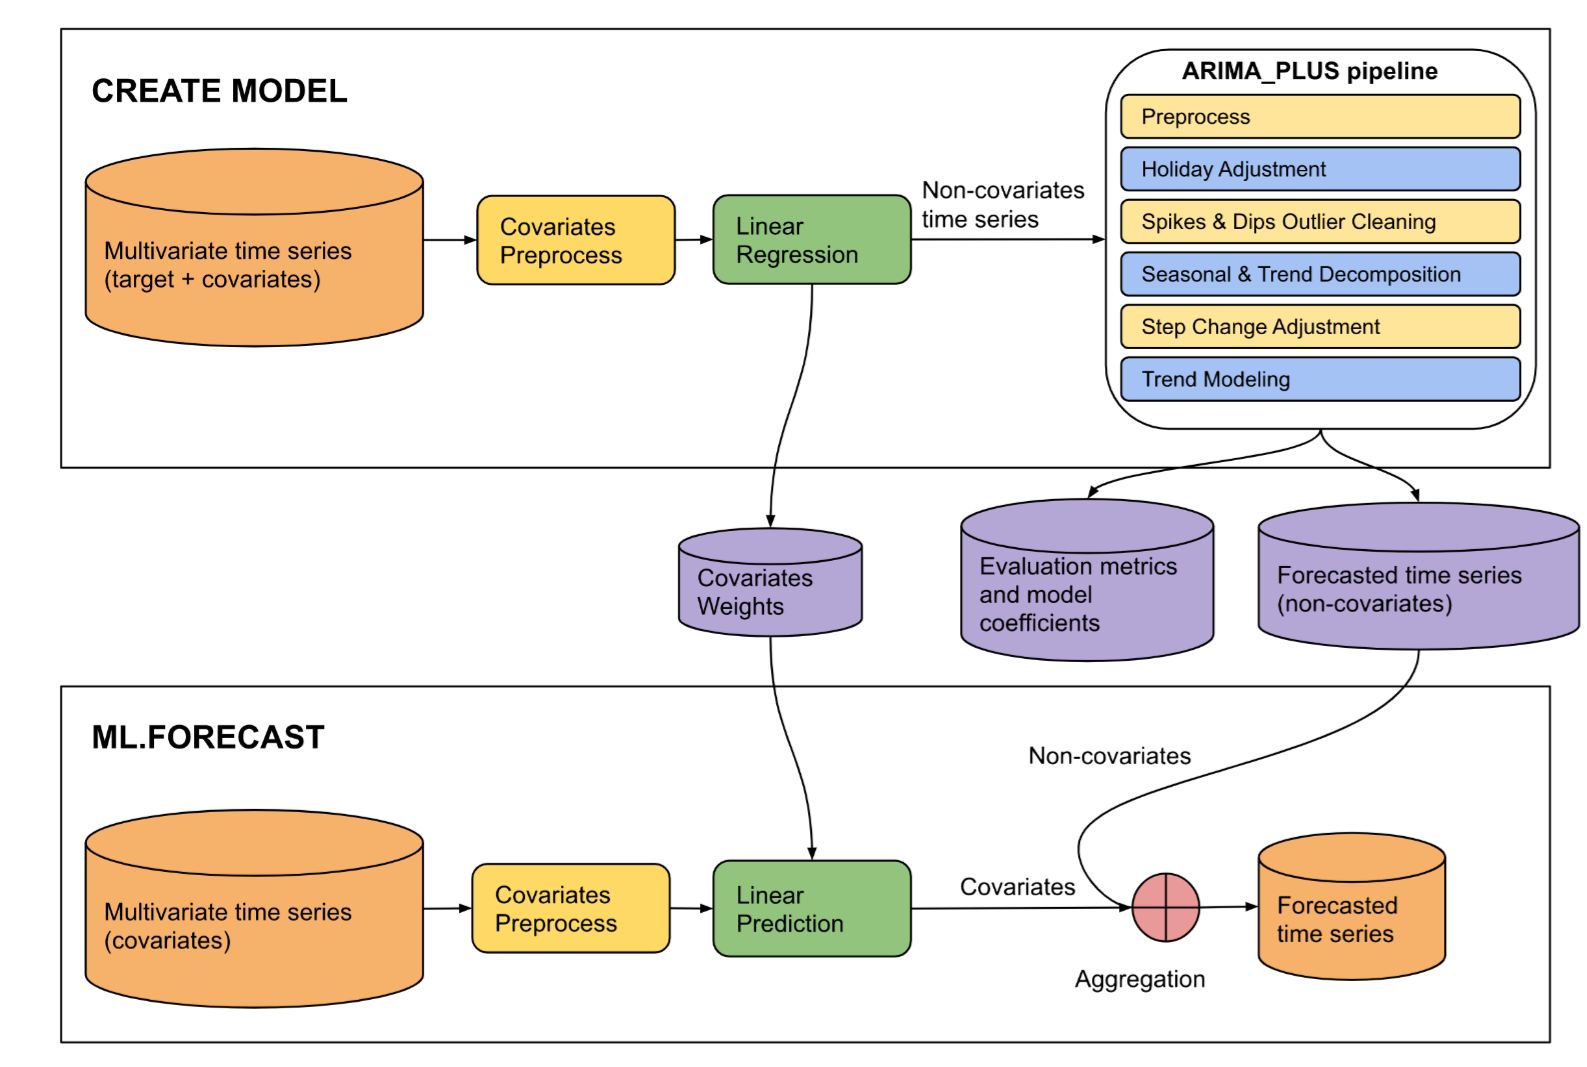 CREATE MODEL
Multivariate time series
(target + covariates)
Covariates
Preprocess
Linear
Regression
Non-covariates
time series
ARIMA_PLUS pipeline
Preprocess
Holiday Adjustment
Spikes & Dips Outlier Cleaning
Seasonal & Trend Decomposition
Step Change Adjustment
Trend Modeling
Covariates
Weights
Evaluation metrics
and model
coefficients
Forecasted time series
(non-covariates)
ML.FORECAST
Multivariate time series
(covariates)
Covariates
Preprocess
Linear
Prediction
Covariates
Non-covariates
Aggregation
Forecasted
time series